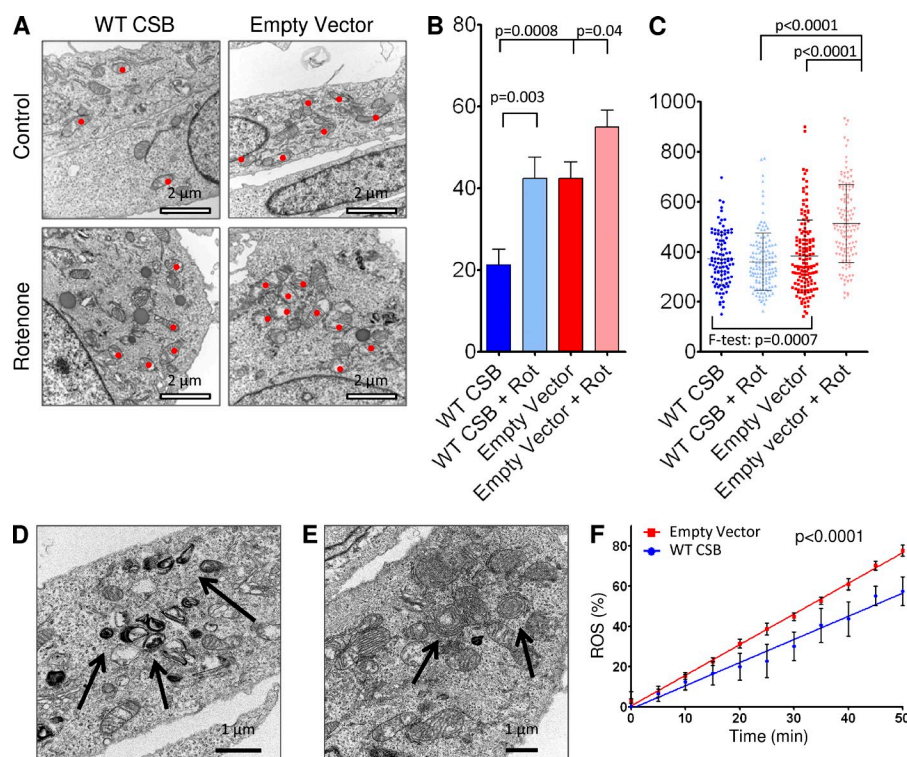 A
WT CSB
Empty Vector
Control
2 µm
2 µm
Rotenone
2 µm
2 µm
B
80
60
40
20
0
p=0.0008
p=0.04
p=0.003
WT CSB
WT CSB + Rot
Empty Vector
Empty Vector + Rot
C
p<0.0001
p<0.0001
1000
800
600
400
200
0
F-test: p=0.0007
WT CSB
WT CSB + Rot
Empty Vector
Empty vector + Rot
D
1 µm
E
1 µm
F
Empty Vector
WT CSB
p<0.0001
ROS (%)
80
60
40
20
0
0
10
20
30
40
50
Time (min)